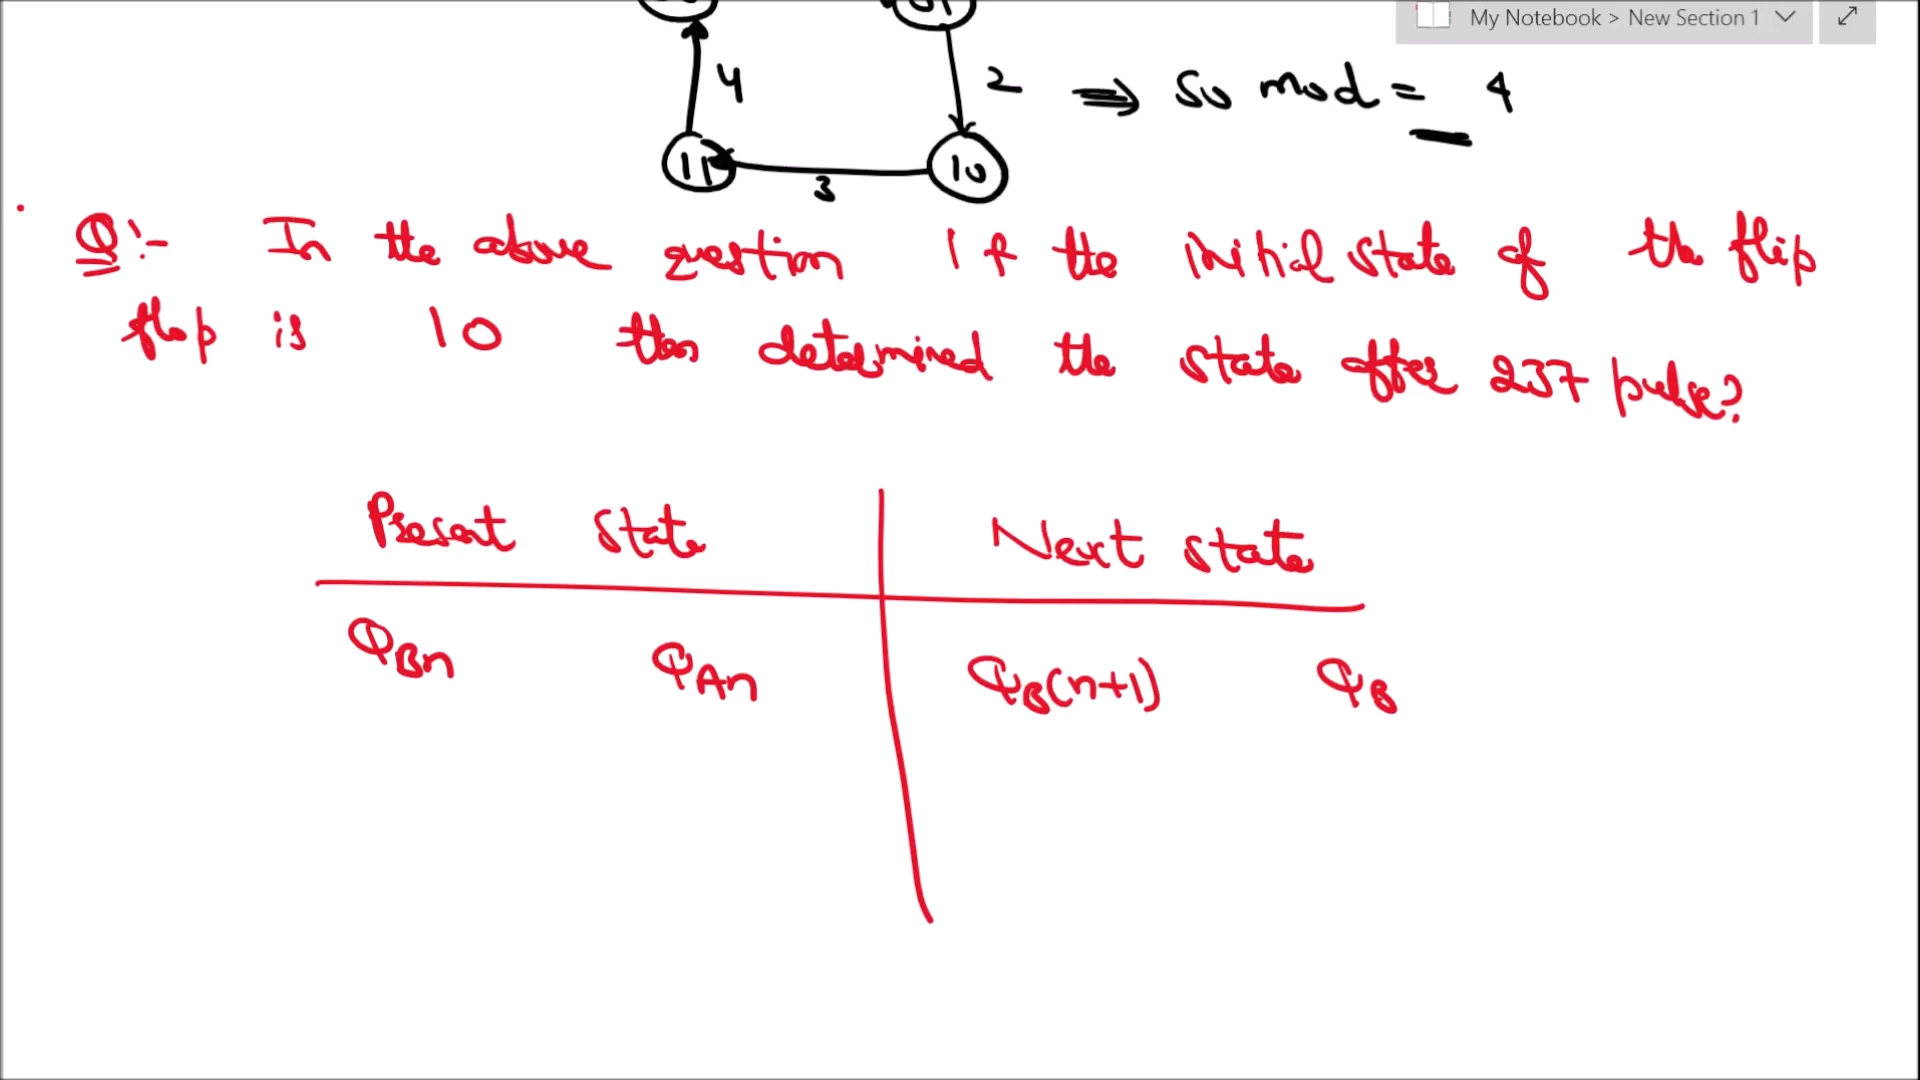 My Notebook > New Section 1
01
4
2 ⇒ So mod = 4
11
3
10
Q:- In the above question if the initial state of the flip
flop is 10 then determined the state after 237 pulse?
Present state Next state
QBn QAn QB(n+1) QB